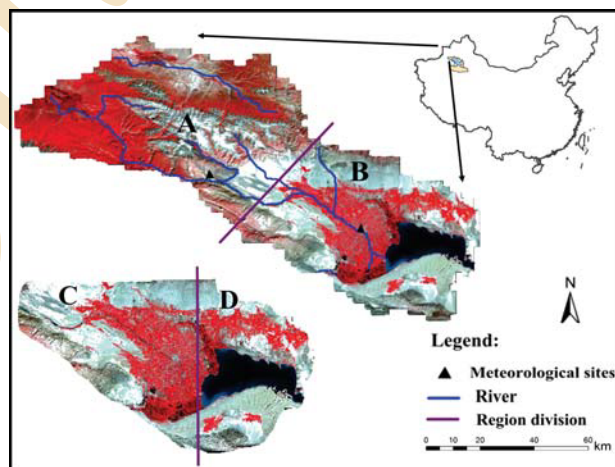 A
B
C
D
N
Legend:
Meteorological sites
River
Region division
0 10 20 40 60
km